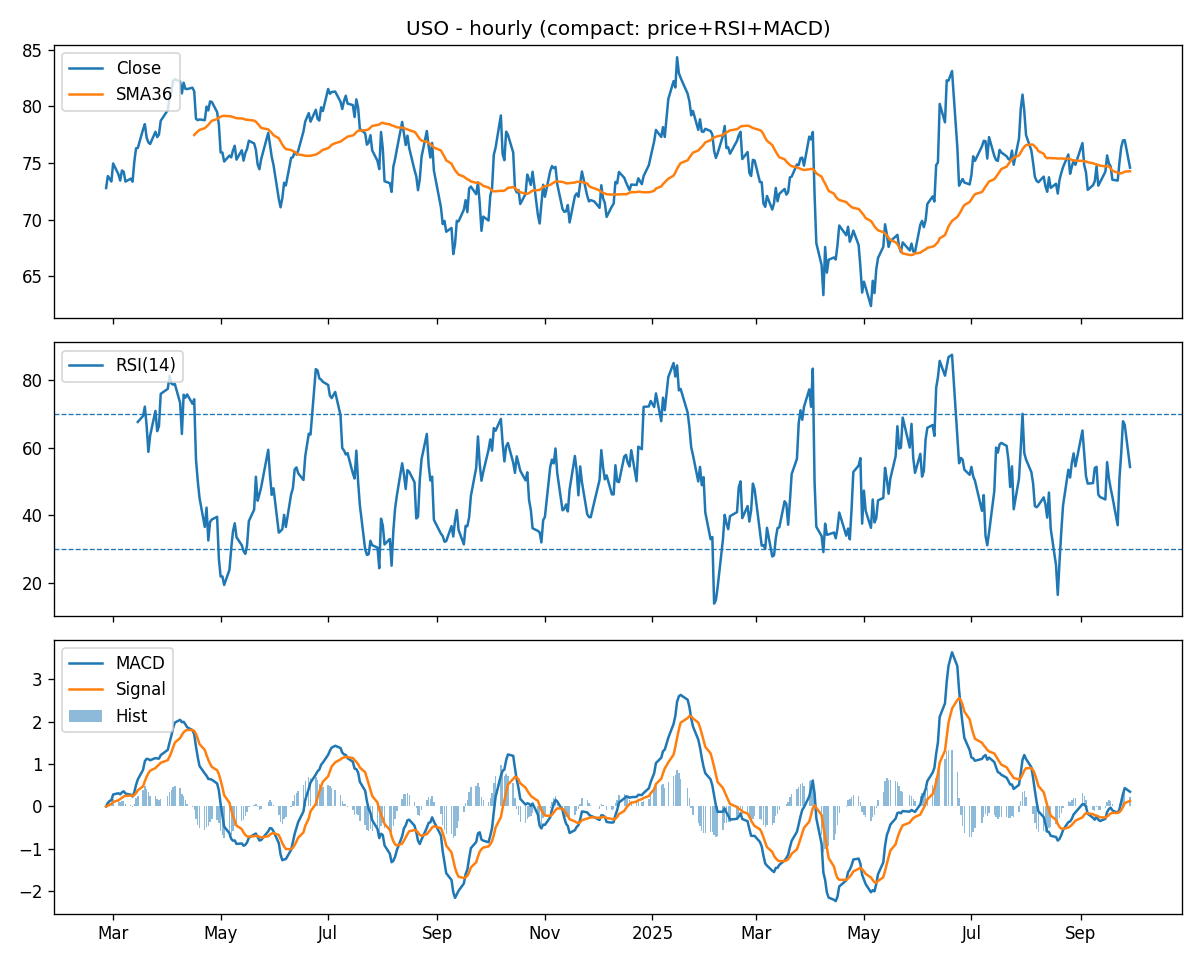 USO - hourly (compact: price+RSI+MACD)
85
80
75
70
65
Close
SMA36
80
60
40
20
RSI(14)
3
2
1
0
−1
−2
MACD
Signal
Hist
Mar
May
Jul
Sep
Nov
2025
Mar
May
Jul
Sep